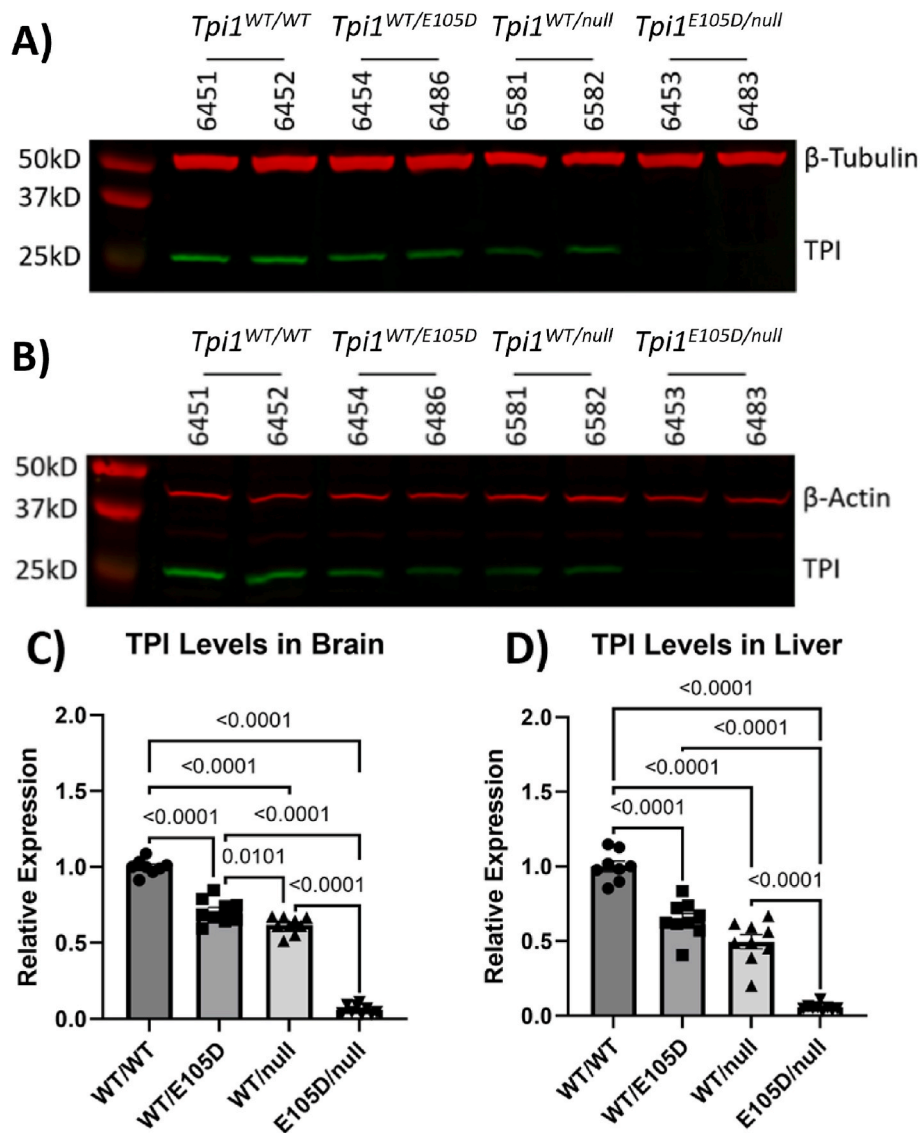 A)
Tpi1WT/WT Tpi1WT/E105D Tpi1WT/null Tpi1E105D/null
6451 6452 6454 6486 6581 6582 6453 6483
50kD β-Tubulin
37kD
25kD TPI
B)
Tpi1WT/WT Tpi1WT/E105D Tpi1WT/null Tpi1E105D/null
6451 6452 6454 6486 6581 6582 6453 6483
50kD
37kD β-Actin
25kD TPI
C) TPI Levels in Brain
Relative Expression
2.0
1.5
1.0
0.5
0.0
<0.0001
<0.0001
<0.0001 <0.0001
0.0101 <0.0001
WT/WT WT/E105D WT/null E105D/null
D) TPI Levels in Liver
Relative Expression
2.0
1.5
1.0
0.5
0.0
<0.0001
<0.0001
<0.0001
<0.0001
<0.0001
WT/WT WT/E105D WT/null E105D/null